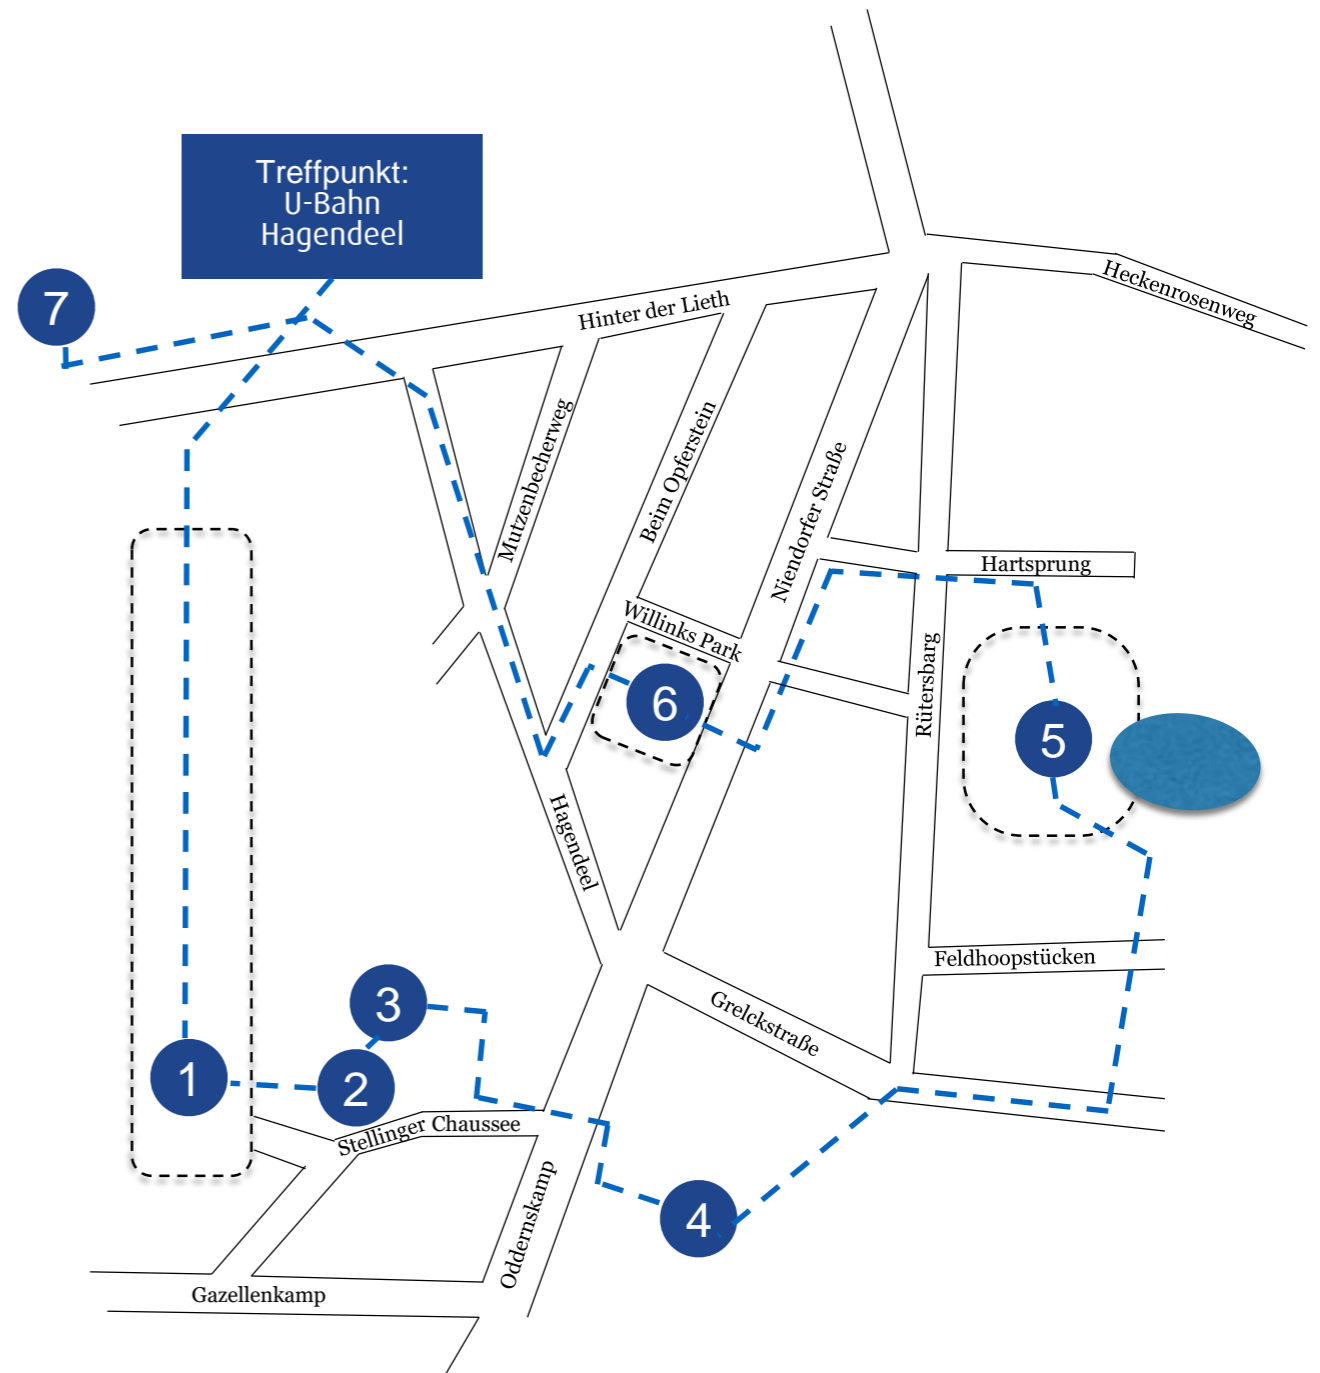 Treffpunkt:
U-Bahn
Hagendeel
7
Heckenrosenweg
Hinter der Lieth
Mutzenbecherweg
Beim Opferstein
Niendorfer Straße
Hartsprung
Willinks Park
Rütersbarg
6
5
Hagendeel
Feldhoopstücken
3
Grelckstraße
1
2
Stellinger Chaussee
4
Oddernskamp
Gazellenkamp